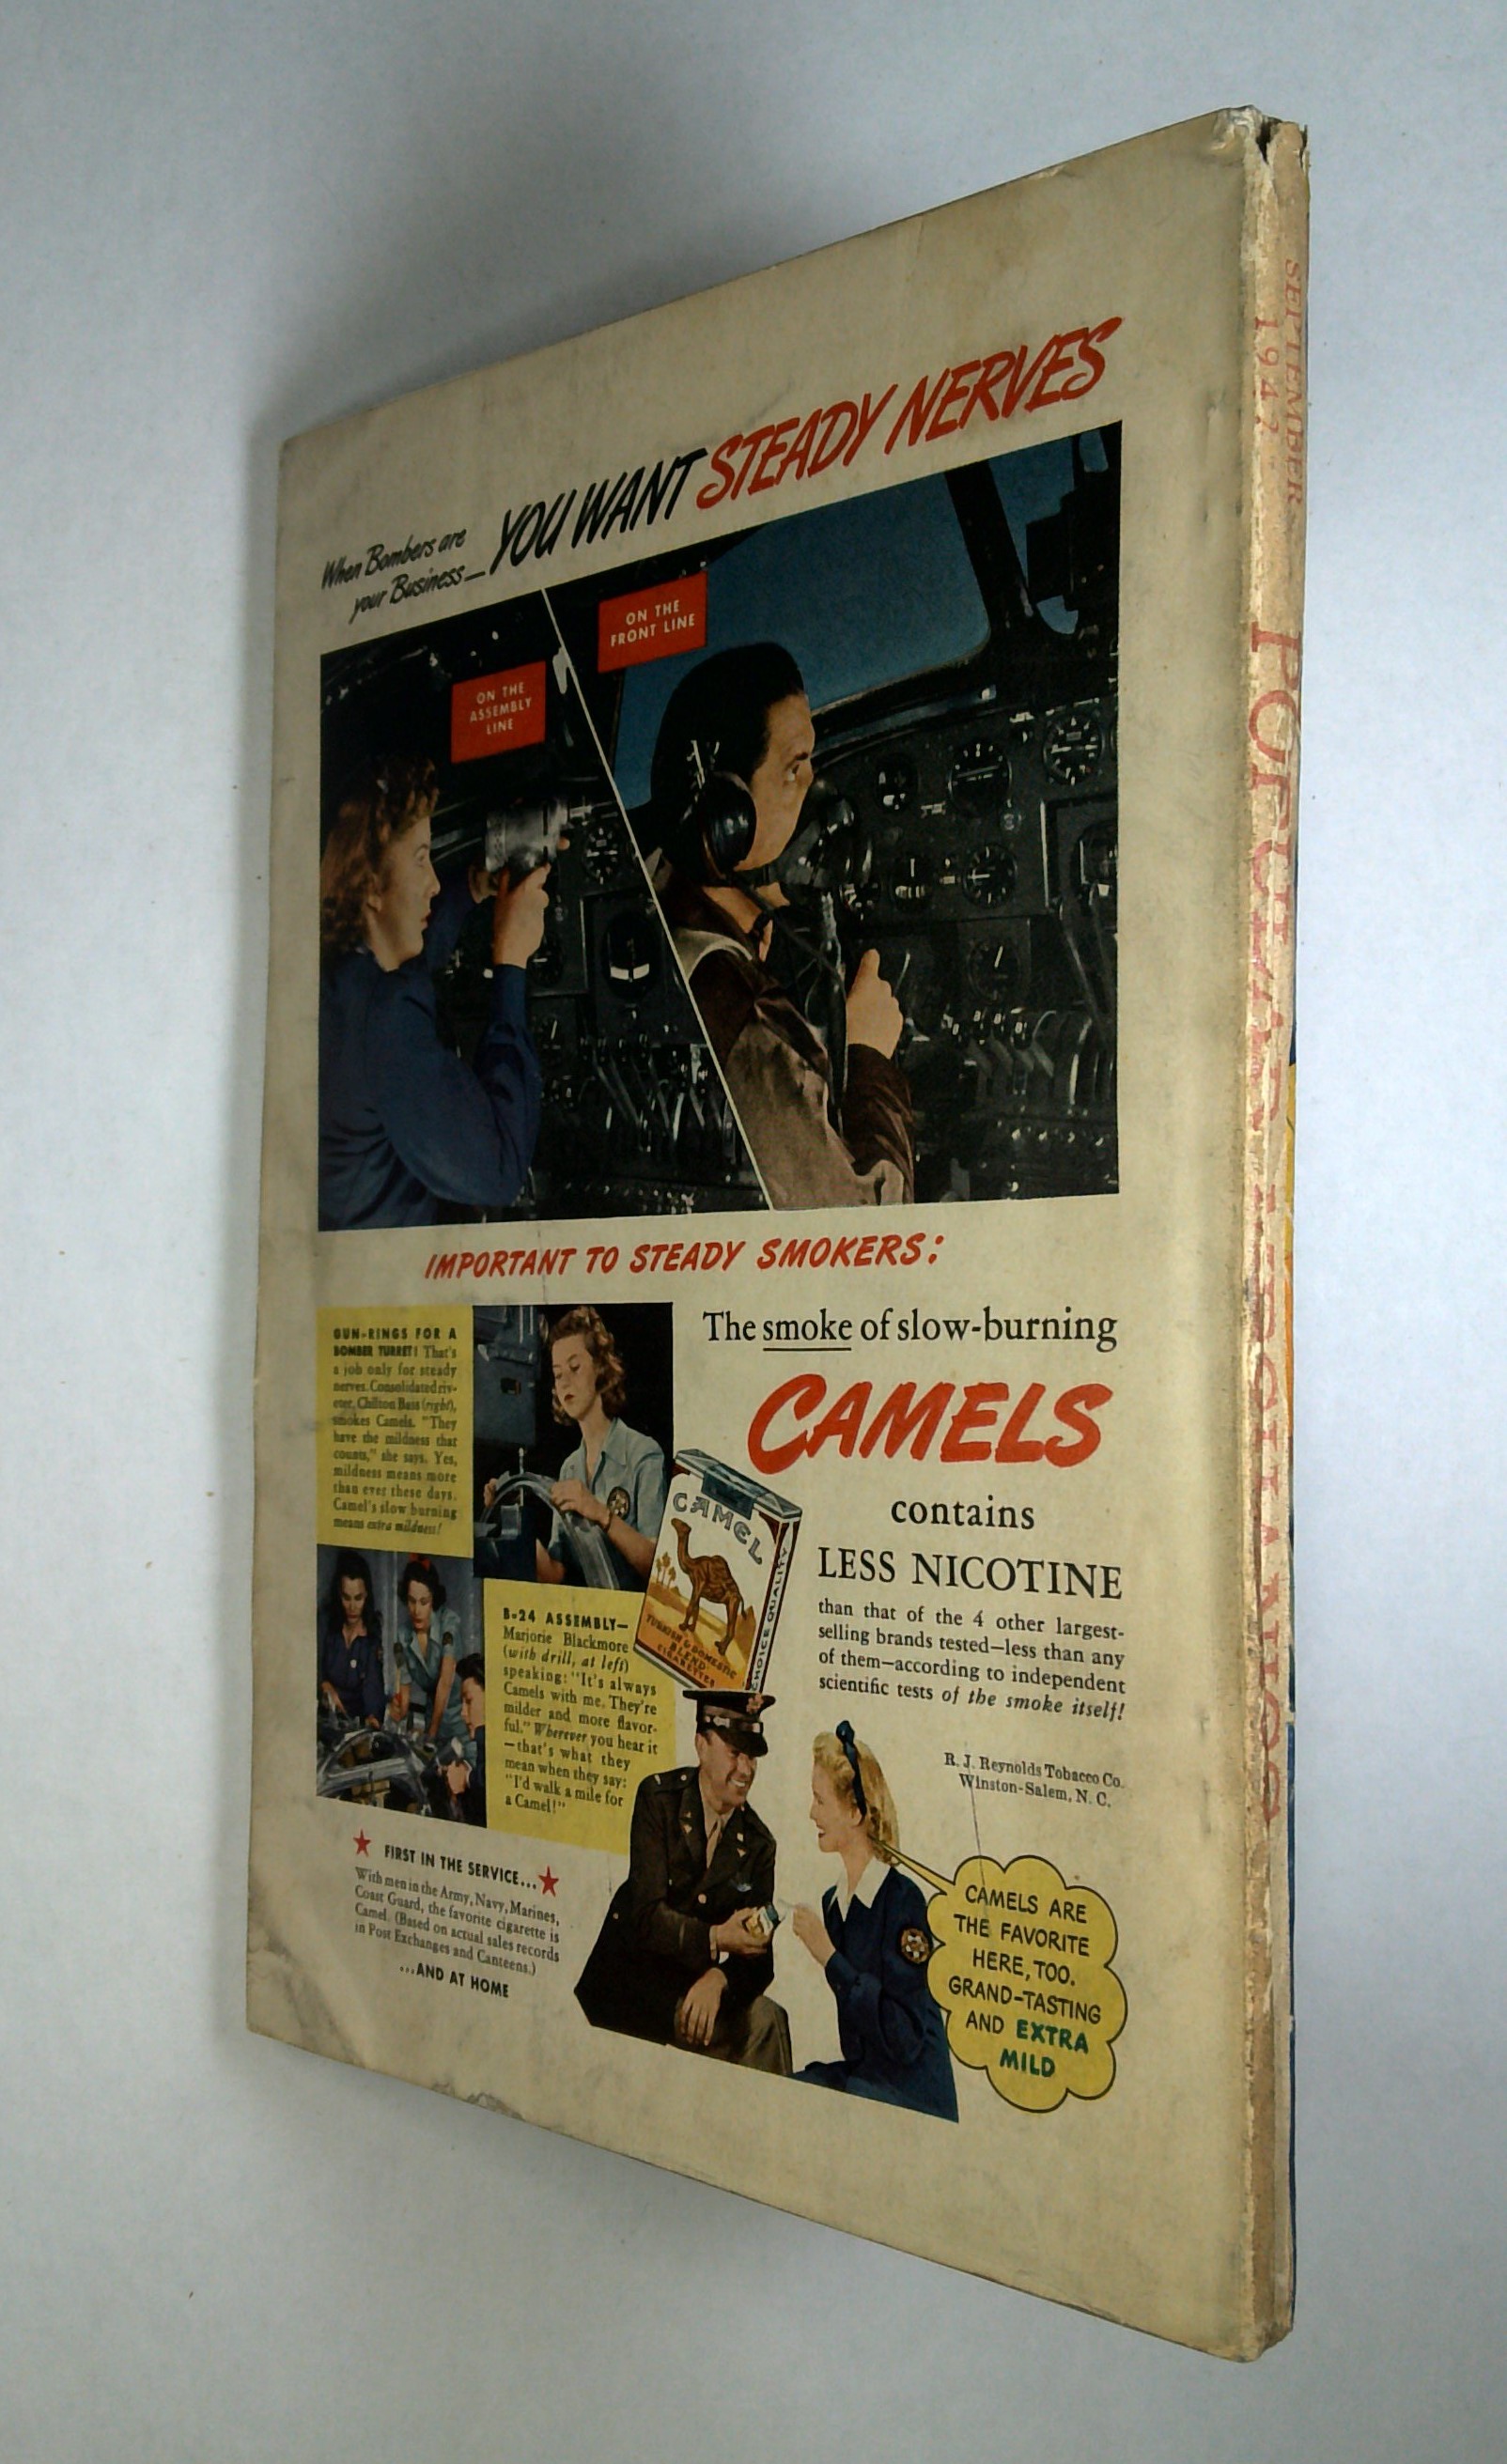 When Bombers are
your Business—
YOU WANT STEADY NERVES
ON THE
ASSEMBLY
LINE
ON THE
FRONT LINE
IMPORTANT TO STEADY SMOKERS:
GUN-RINGS FOR A
BOMBER TURRET! That's
a job only for steady
nerves. Consolidated riv-
eter, Chilton Bass (right),
smokes Camels. "They
have the mildness that
counts," she says. Yes,
mildness means more
than ever these days.
Camel's slow burning
means extra mildness!
B-24 ASSEMBLY—
Marjorie Blackmore
(with drill, at left)
speaking: "It's always
Camels with me. They're
milder and more flavor-
ful." Wherever you hear it
—that's what they
mean when they say:
"I'd walk a mile for
a Camel!"
CAMEL
TURKISH & DOMESTIC
BLEND
CIGARETTES
CHOICE QUALITY
The smoke of slow-burning
CAMELS
contains
LESS NICOTINE
than that of the 4 other largest-
selling brands tested—less than any
of them—according to independent
scientific tests of the smoke itself!
R. J. Reynolds Tobacco Co.
Winston-Salem, N. C.
FIRST IN THE SERVICE...
With men in the Army, Navy, Marines,
Coast Guard, the favorite cigarette is
Camel. (Based on actual sales records
in Post Exchanges and Canteens.)
...AND AT HOME
CAMELS ARE
THE FAVORITE
HERE, TOO.
GRAND-TASTING
AND EXTRA
MILD
SEPTEMBER
1942
POPULAR